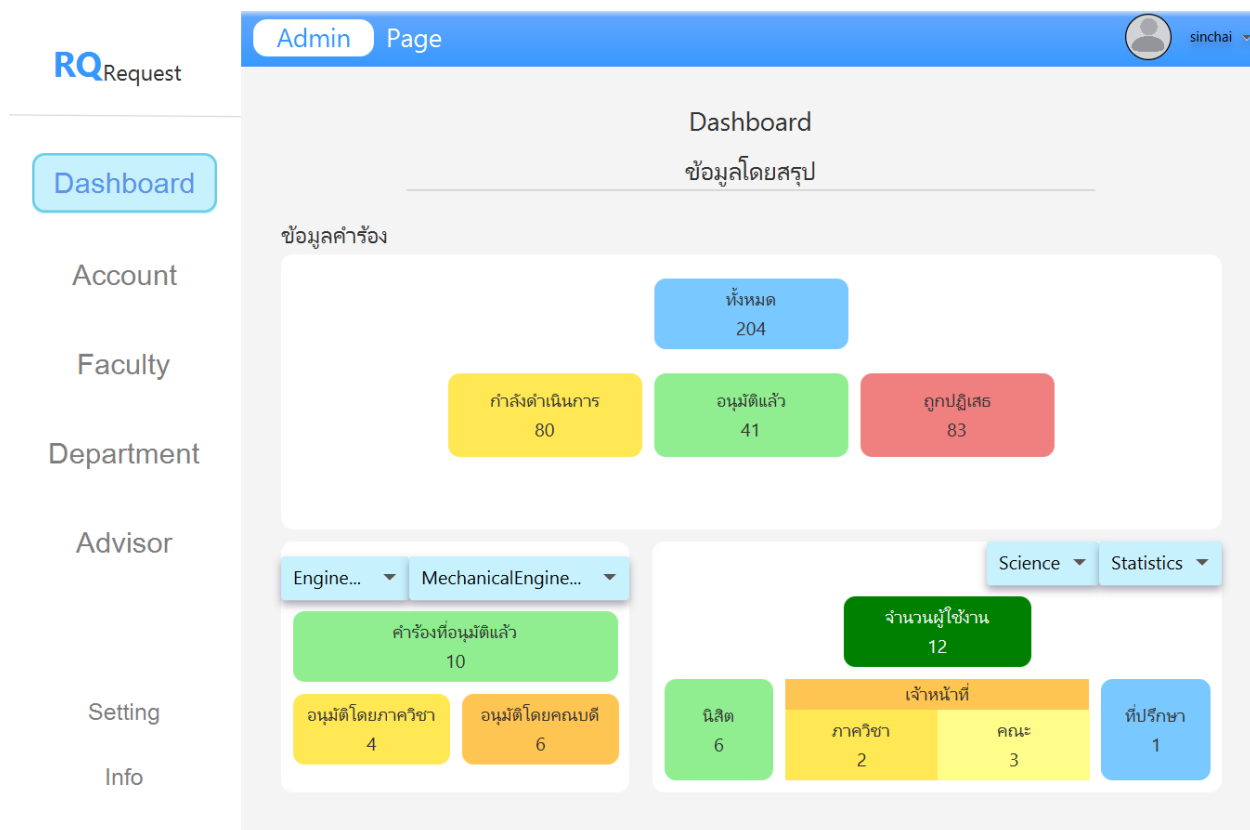 RQRequest
Dashboard
Account
Faculty
Department
Advisor
Setting
Info
Admin Page
sinchai
Dashboard
ข้อมูลโดยสรุป
ข้อมูลคำร้อง
ทั้งหมด
204
กำลังดำเนินการ
80
อนุมัติแล้ว
41
ถูกปฏิเสธ
83
Engine... MechanicalEngine...
คำร้องที่อนุมัติแล้ว
10
อนุมัติโดยภาควิชา
4
อนุมัติโดยคณบดี
6
Science Statistics
จำนวนผู้ใช้งาน
12
นิสิต
6
เจ้าหน้าที่
ภาควิชา
2
คณะ
3
ที่ปรึกษา
1